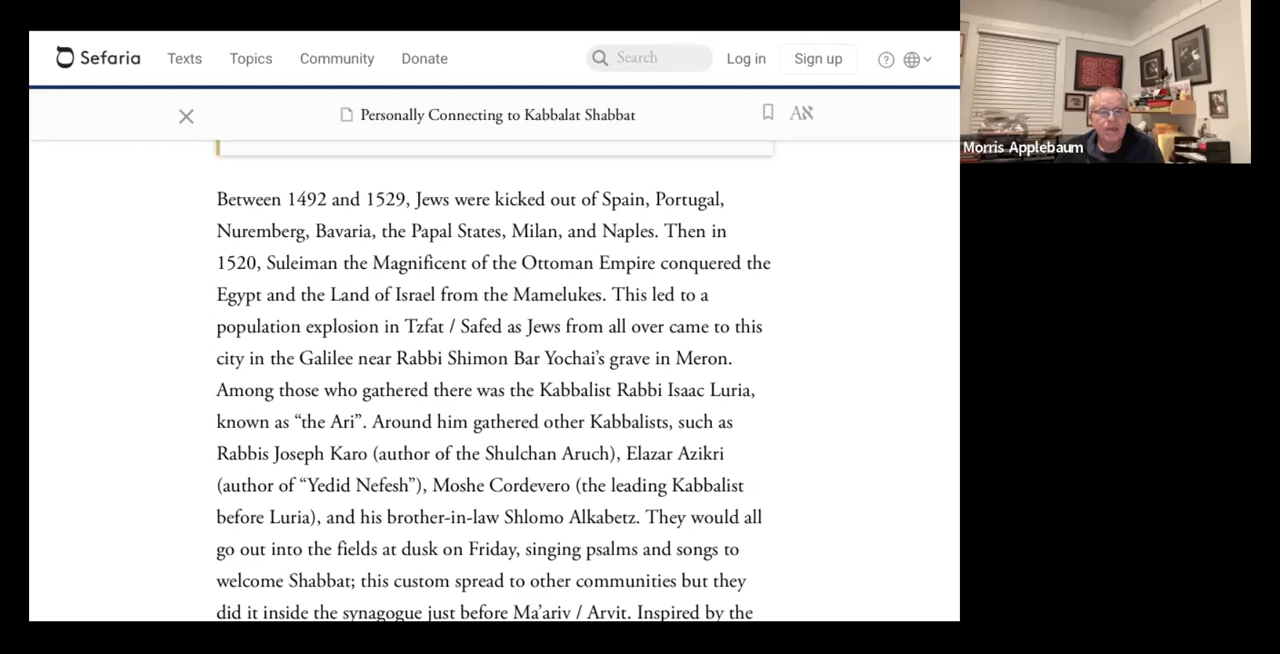 Sefaria Texts Topics Community Donate Search Log in Sign up
Personally Connecting to Kabbalat Shabbat Aא
Morris Applebaum
Between 1492 and 1529, Jews were kicked out of Spain, Portugal,
Nuremberg, Bavaria, the Papal States, Milan, and Naples. Then in
1520, Suleiman the Magnificent of the Ottoman Empire conquered the
Egypt and the Land of Israel from the Mamelukes. This led to a
population explosion in Tzfat / Safed as Jews from all over came to this
city in the Galilee near Rabbi Shimon Bar Yochai’s grave in Meron.
Among those who gathered there was the Kabbalist Rabbi Isaac Luria,
known as “the Ari”. Around him gathered other Kabbalists, such as
Rabbis Joseph Karo (author of the Shulchan Aruch), Elazar Azikri
(author of “Yedid Nefesh”), Moshe Cordevero (the leading Kabbalist
before Luria), and his brother-in-law Shlomo Alkabetz. They would all
go out into the fields at dusk on Friday, singing psalms and songs to
welcome Shabbat; this custom spread to other communities but they
did it inside the synagogue just before Ma’ariv / Arvit. Inspired by the